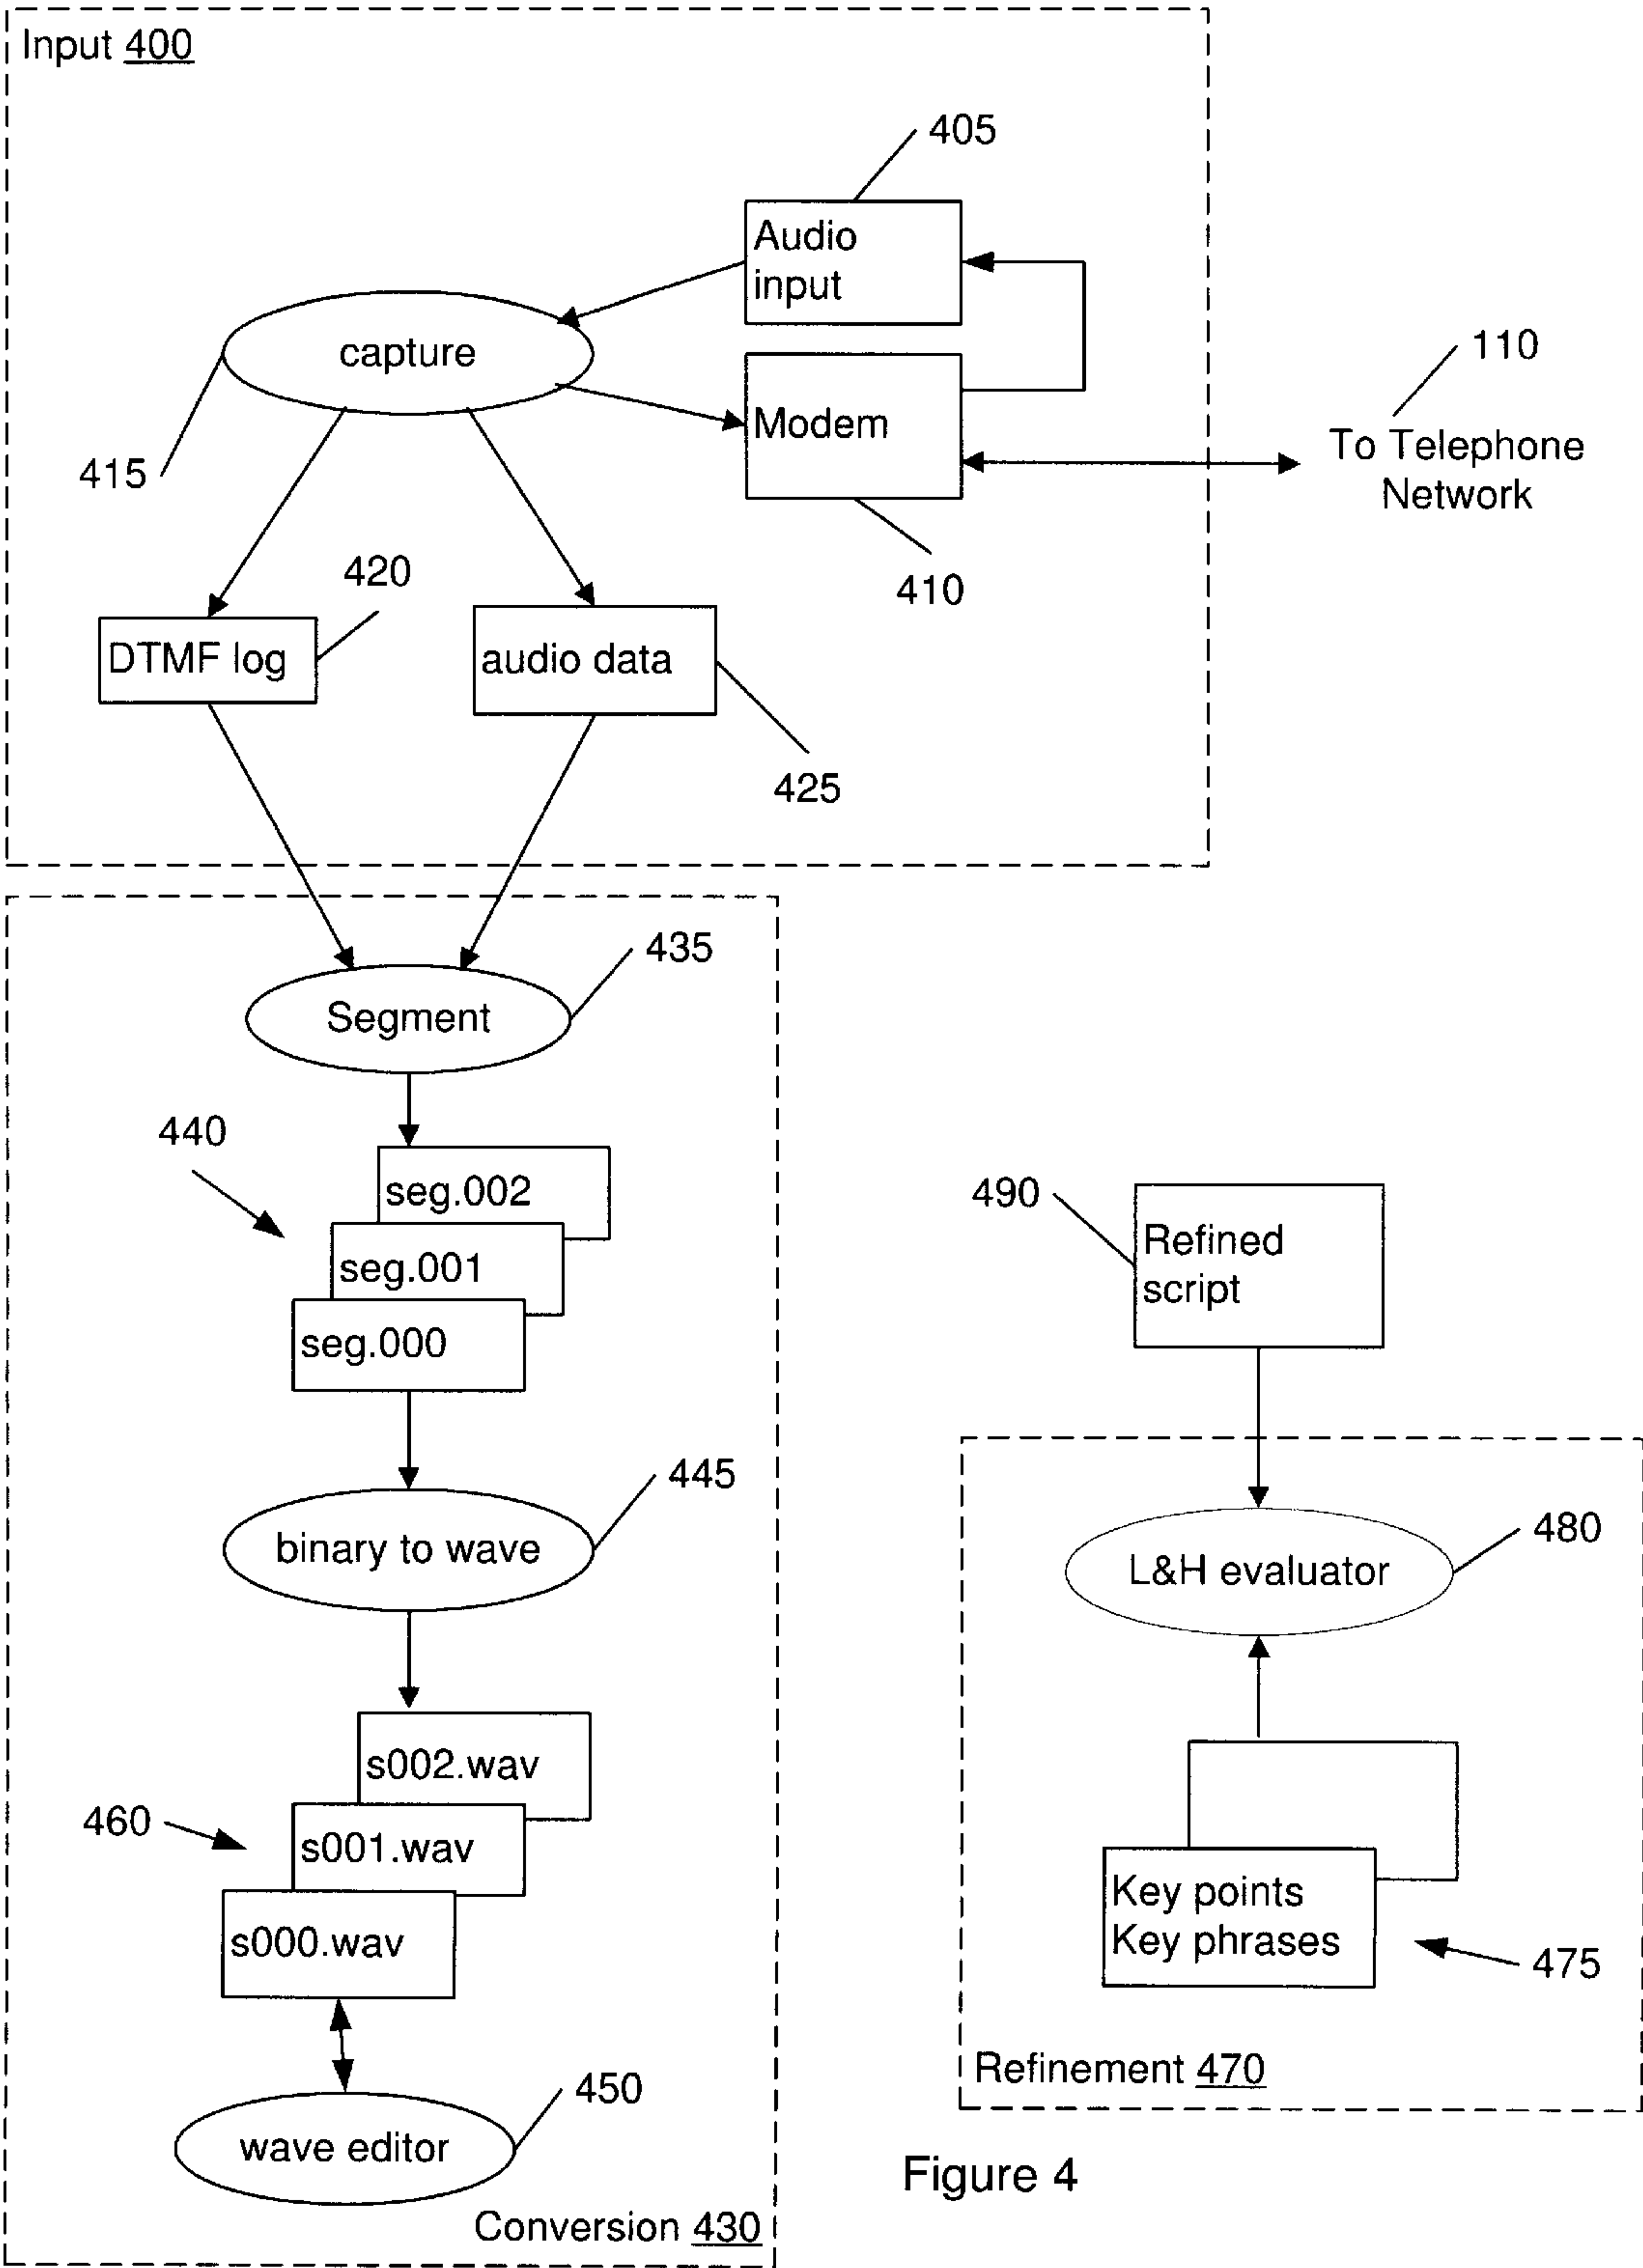 Input 400
405
Audio
input
capture
110
To Telephone
Network
Modem
415
410
420
DTMF log
audio data
425
435
Segment
440
seg.002
seg.001
seg.000
490
Refined
script
445
binary to wave
480
L&H evaluator
s002.wav
460
s001.wav
s000.wav
Key points
Key phrases
475
Refinement 470
450
wave editor
Conversion 430
Figure 4